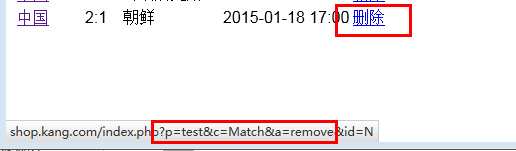 中国 2:1 朝鲜 2015-01-18 17:00 删除
shop.kang.com/index.php?p=test&c=Match&a=remove&id=N